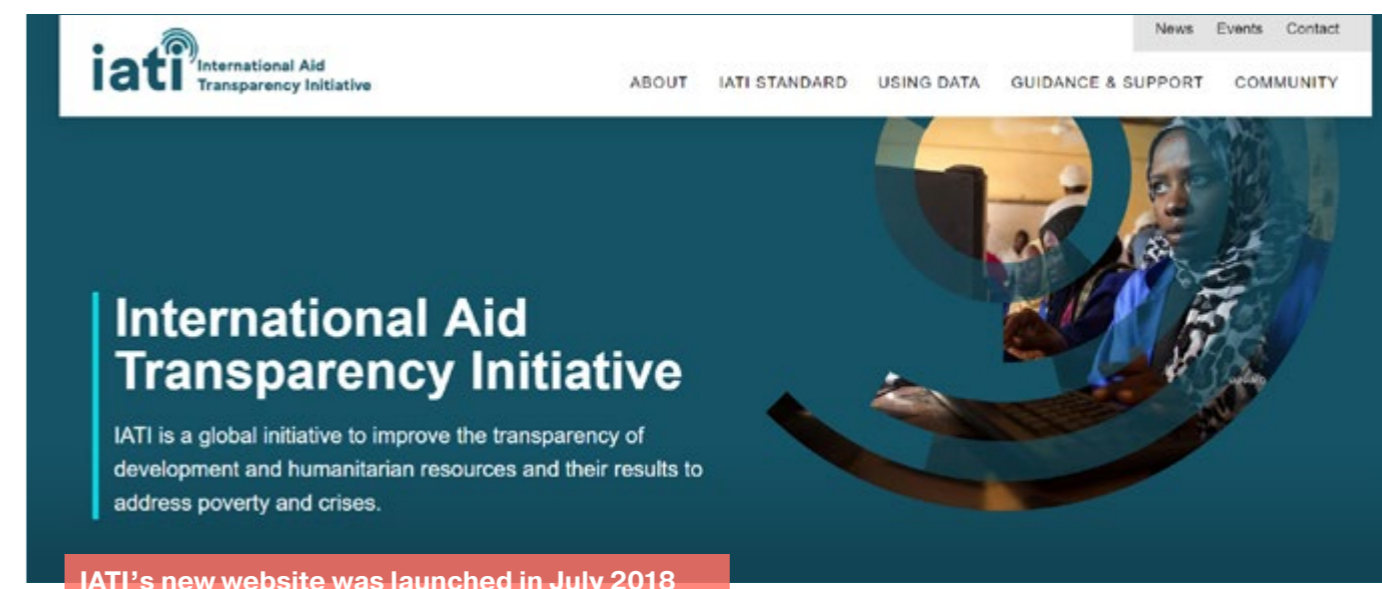 News Events Contact
iati International Aid
Transparency Initiative
ABOUT IATI STANDARD USING DATA GUIDANCE & SUPPORT COMMUNITY
International Aid
Transparency Initiative
IATI is a global initiative to improve the transparency of
development and humanitarian resources and their results to
address poverty and crises.
IATI's new website was launched in July 2018